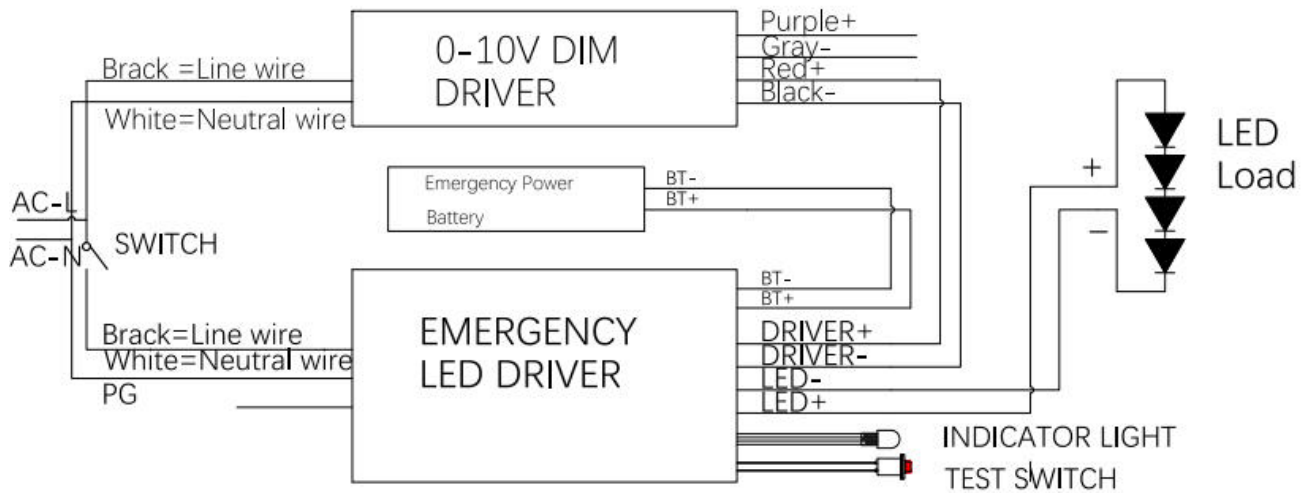 0-10V DIM
DRIVER
Purple+
Gray-
Red+
Black-
Brack =Line wire
White=Neutral wire
LED
Load
+
−
Emergency Power
Battery
BT-
BT+
AC-L
AC-N
SWITCH
BT-
BT+
EMERGENCY
LED DRIVER
Brack=Line wire
White=Neutral wire
PG
DRIVER+
DRIVER-
LED-
LED+
INDICATOR LIGHT
TEST SWITCH